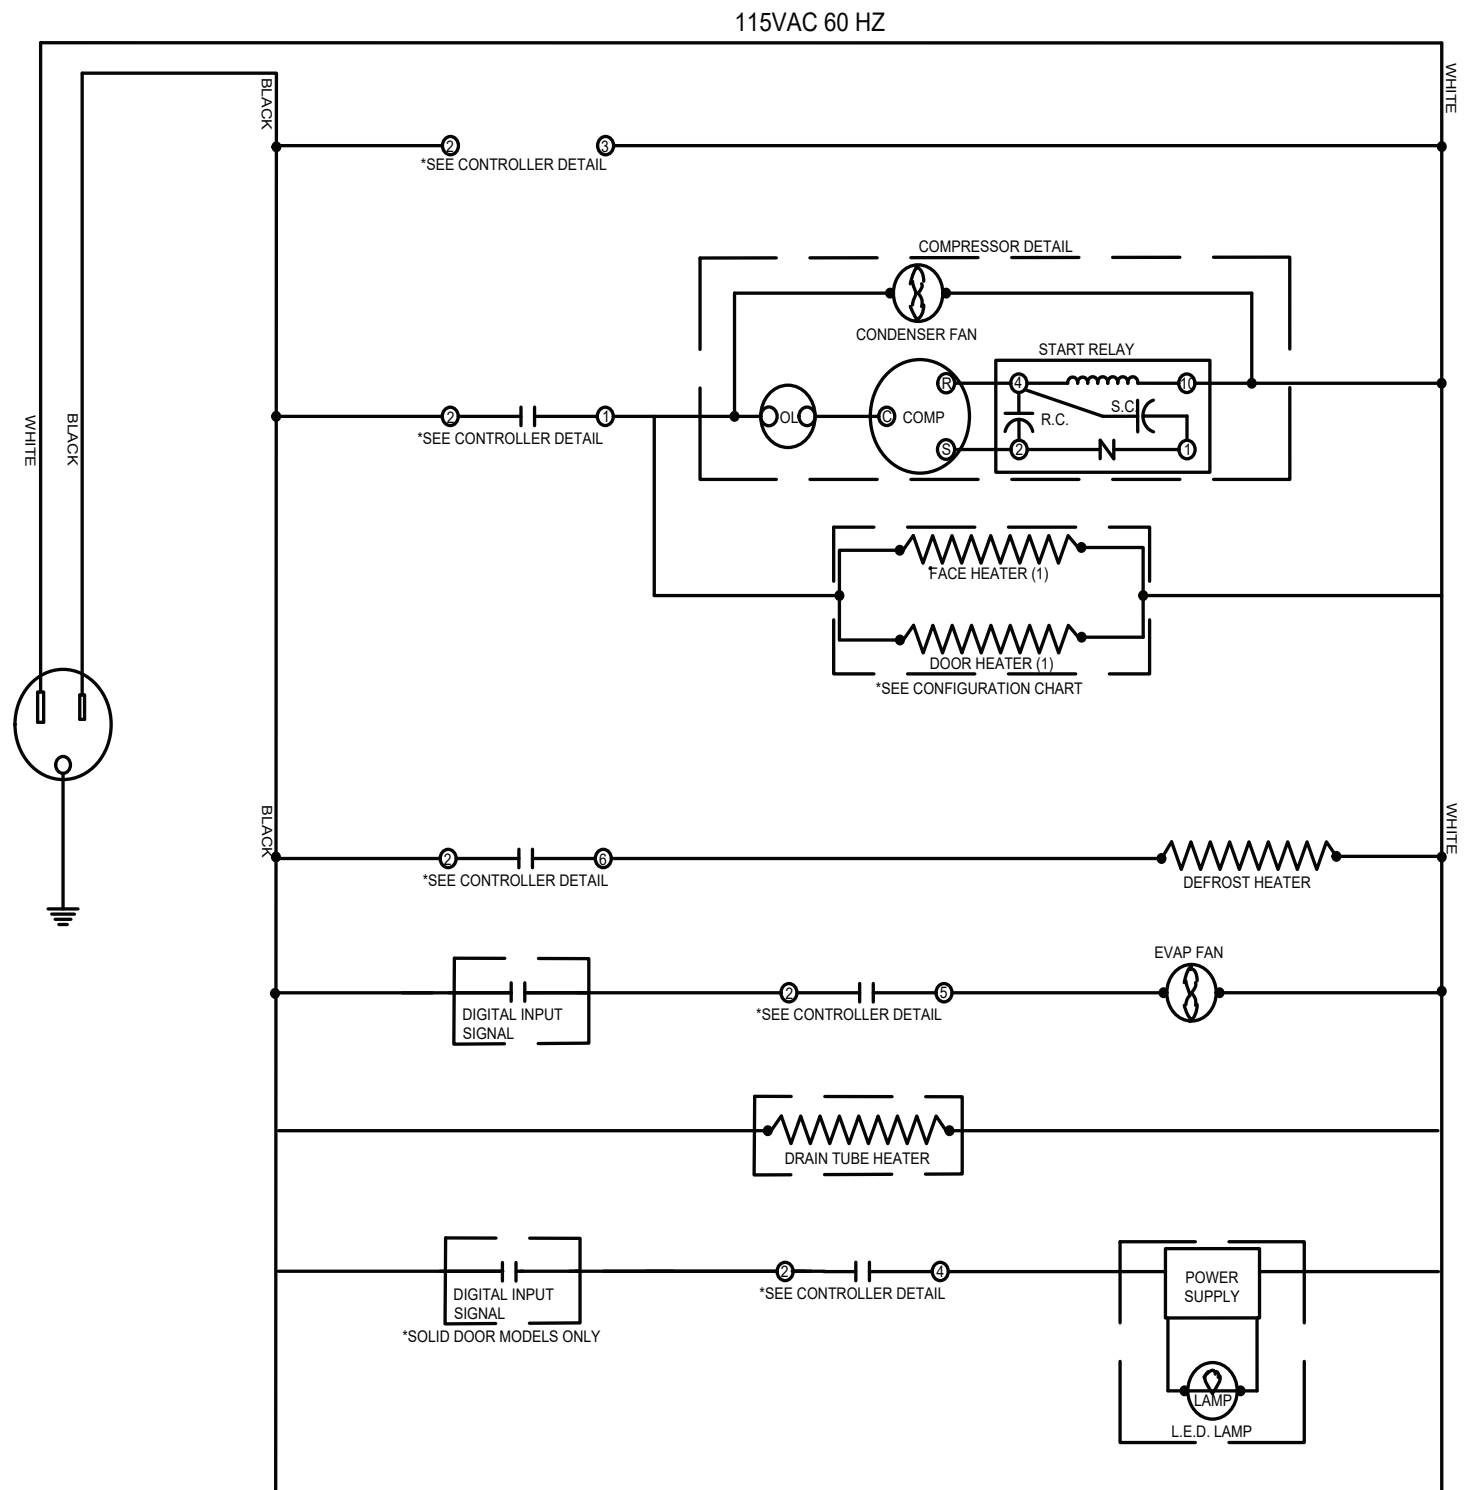 115VAC 60 HZ
BLACK
WHITE
2
3
*SEE CONTROLLER DETAIL
COMPRESSOR DETAIL
CONDENSER FAN
START RELAY
R
4
10
S.C.
2
1
OL
C
COMP
R.C.
*SEE CONTROLLER DETAIL
WHITE
BLACK
S
2
1
FACE HEATER (1)
DOOR HEATER (1)
*SEE CONFIGURATION CHART
BLACK
WHITE
2
6
*SEE CONTROLLER DETAIL
DEFROST HEATER
EVAP FAN
2
5
DIGITAL INPUT
SIGNAL
*SEE CONTROLLER DETAIL
DRAIN TUBE HEATER
2
4
POWER
SUPPLY
DIGITAL INPUT
SIGNAL
*SEE CONTROLLER DETAIL
*SOLID DOOR MODELS ONLY
LAMP
L.E.D. LAMP